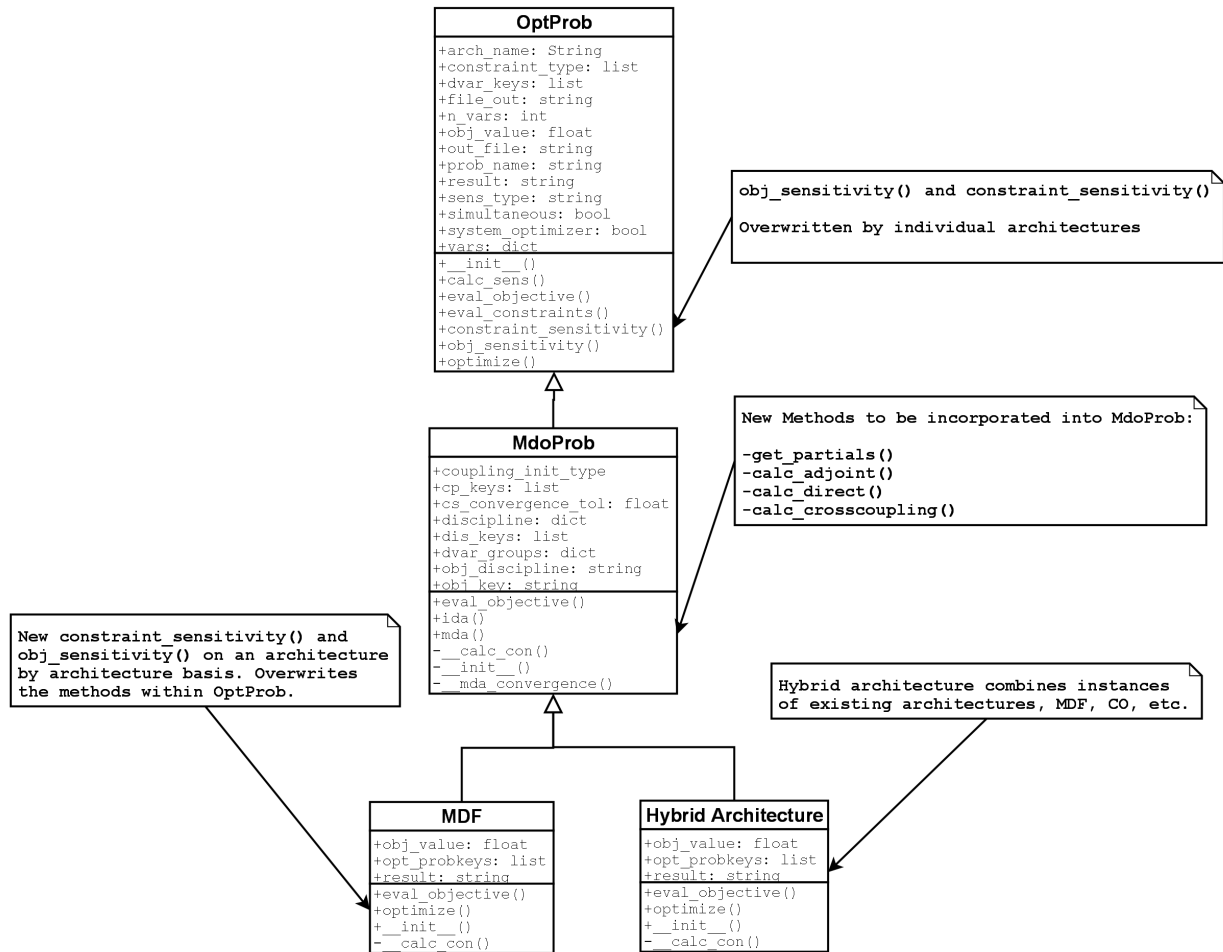 OptProb
+arch_name: String
+constraint_type: list
+dvar_keys: list
+file_out: string
+n_vars: int
+obj_value: float
+out_file: string
+prob_name: string
+result: string
+sens_type: string
+simultaneous: bool
+system_optimizer: bool
+vars: dict
+__init__()
+calc_sens()
+eval_objective()
+eval_constraints()
+constraint_sensitivity()
+obj_sensitivity()
+optimize()
obj_sensitivity() and constraint_sensitivity()
Overwritten by individual architectures
MdoProb
+coupling_init_type
+cp_keys: list
+cs_convergence_tol: float
+discipline: dict
+dis_keys: list
+dvar_groups: dict
+obj_discipline: string
+obj_key: string
+eval_objective()
+ida()
+mda()
-__calc_con()
-__init__()
-__mda_convergence()
New Methods to be incorporated into MdoProb:
-get_partials()
-calc_adjoint()
-calc_direct()
-calc_crosscoupling()
New constraint_sensitivity() and
obj_sensitivity() on an architecture
by architecture basis. Overwrites
the methods within OptProb.
Hybrid architecture combines instances
of existing architectures, MDF, CO, etc.
MDF
+obj_value: float
+opt_probkeys: list
+result: string
+eval_objective()
+optimize()
+__init__()
-__calc_con()
Hybrid Architecture
+obj_value: float
+opt_probkeys: list
+result: string
+eval_objective()
+optimize()
+__init__()
-__calc_con()